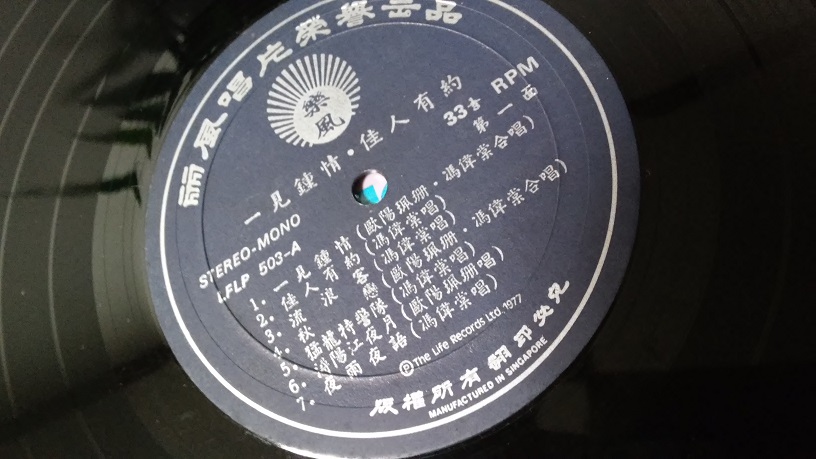 麗風唱片榮譽出品
樂風
一見鍾情・佳人有約
33⅓ RPM
第一面
STEREO-MONO
LFLP 503-A
1. 一見鍾情(歐陽珮珊・馮偉棠合唱)
2. 佳人有約(馮偉棠唱)
3. 流浪客(馮偉棠唱)
4. 秋戀(歐陽珮珊・馮偉棠合唱)
5. 猛龍特警隊(馮偉棠唱)
6. 潯陽江夜月(歐陽珮珊唱)
7. 夜雨夜話(馮偉棠唱)
Ⓟ The Life Records Ltd. 1977
版權所有翻印必究
MANUFACTURED IN SINGAPORE